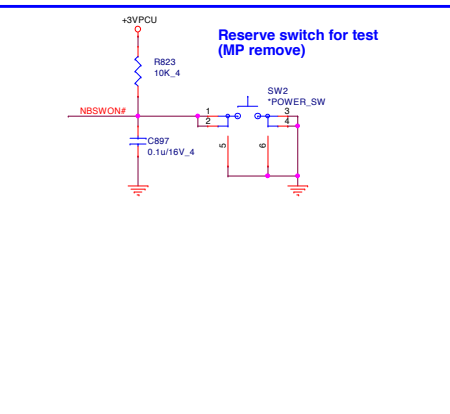 +3VPCU
Reserve switch for test
(MP remove)
R823
10K_4
SW2
*POWER_SW
NBSWON#
1
2
3
4
C897
0.1u/16V_4
5
6